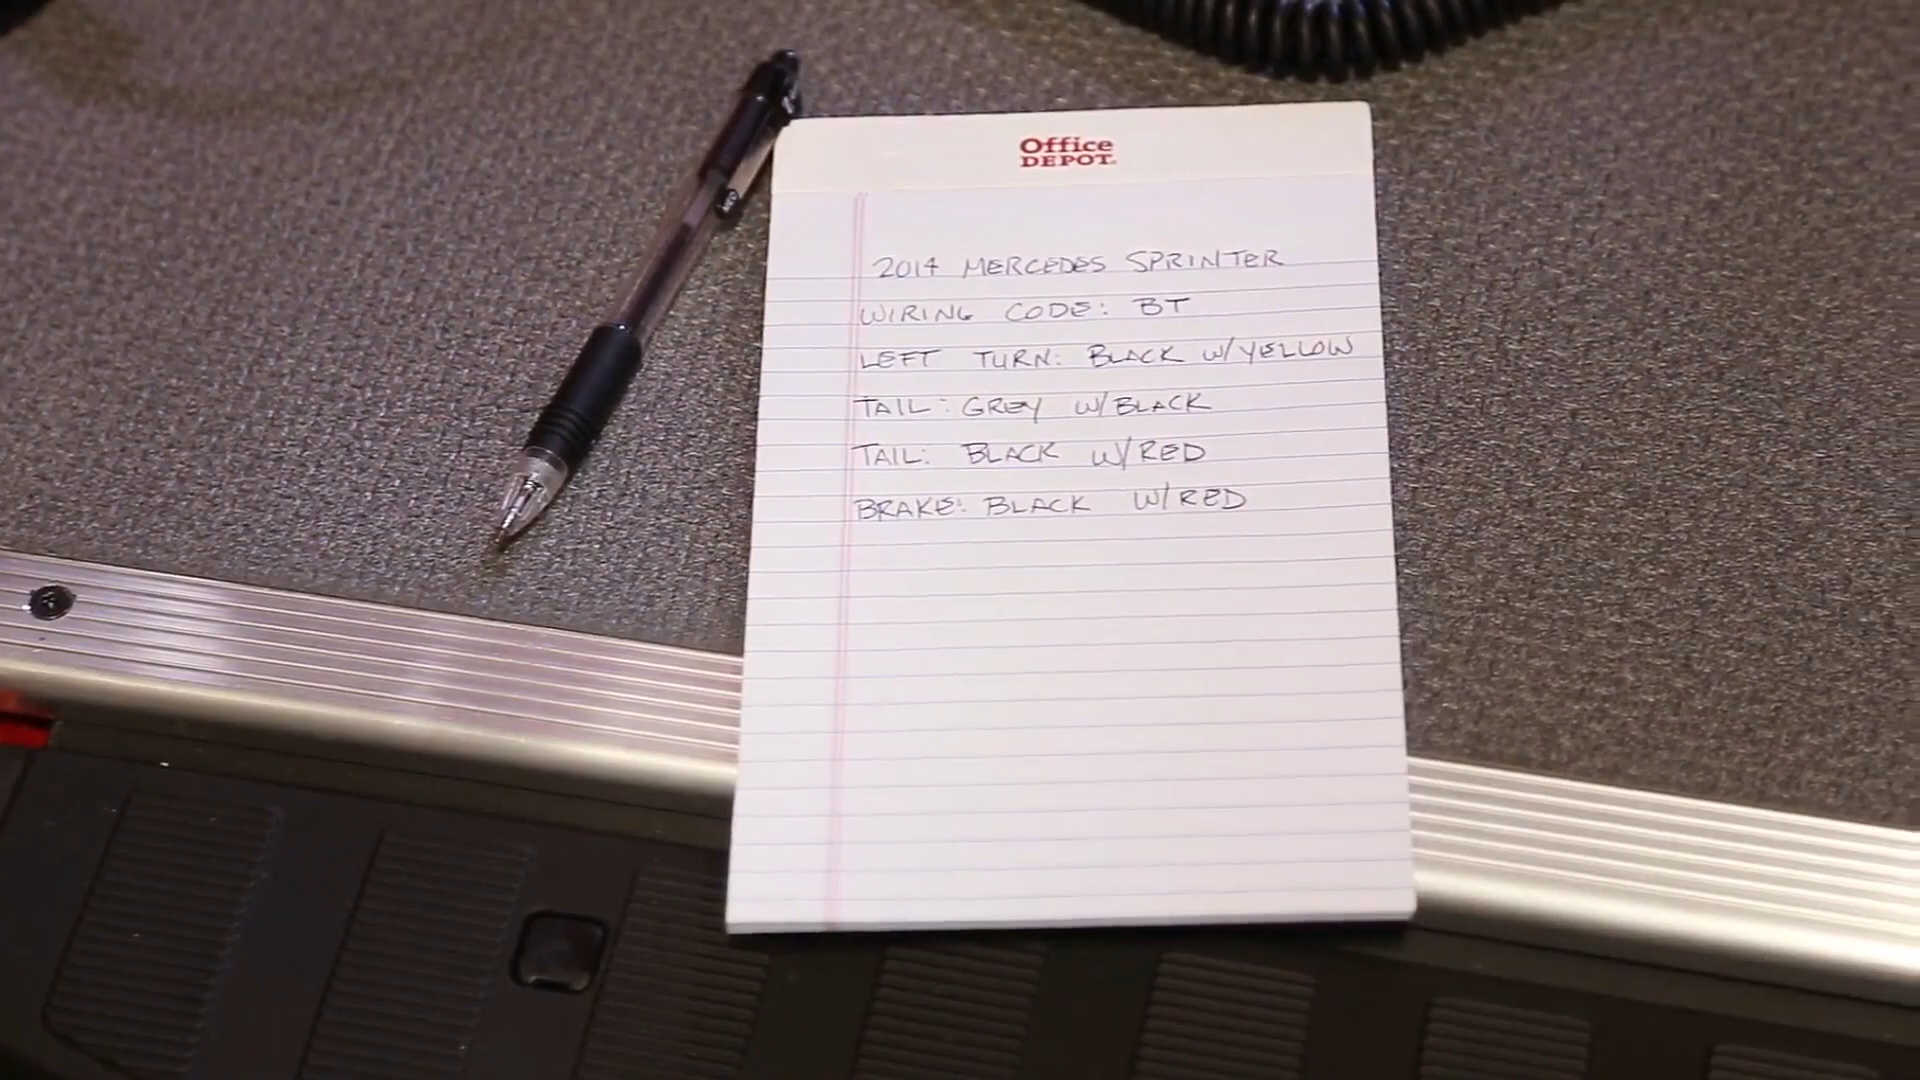 Office
DEPOT.
2014 MERCEDES SPRINTER
WIRING CODE: BT
LEFT TURN: BLACK W/YELLOW
TAIL: GREY W/BLACK
TAIL: BLACK W/RED
BRAKE: BLACK W/RED